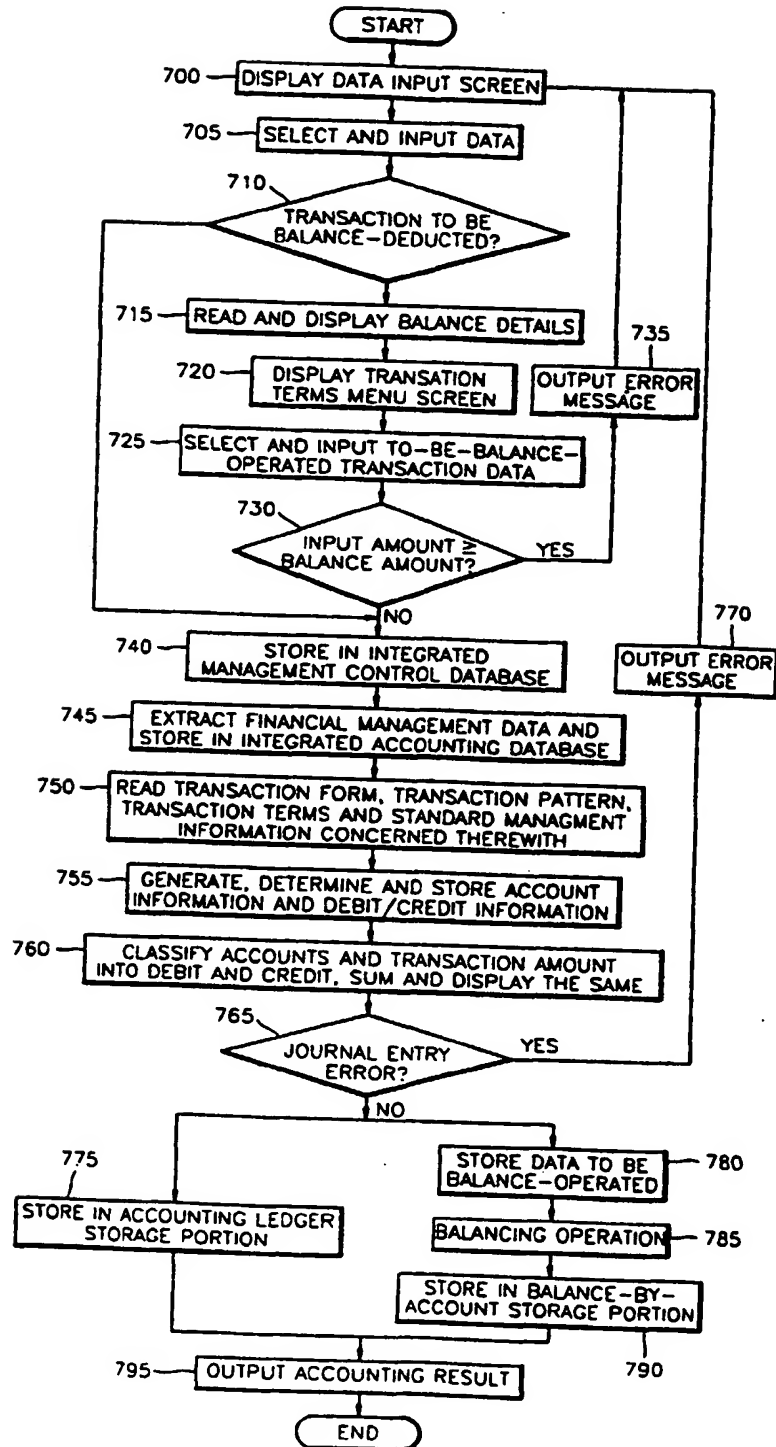 START
700
DISPLAY DATA INPUT SCREEN
705
SELECT AND INPUT DATA
710
TRANSACTION TO BE
BALANCE-DEDUCTED?
715
READ AND DISPLAY BALANCE DETAILS
735
720
DISPLAY TRANSATION
TERMS MENU SCREEN
OUTPUT ERROR
MESSAGE
725
SELECT AND INPUT TO-BE-BALANCE-
OPERATED TRANSACTION DATA
730
INPUT AMOUNT ≥
BALANCE AMOUNT?
YES
NO
770
740
STORE IN INTEGRATED
MANAGEMENT CONTROL DATABASE
OUTPUT ERROR
MESSAGE
745
EXTRACT FINANCIAL MANAGEMENT DATA AND
STORE IN INTEGRATED ACCOUNTING DATABASE
750
READ TRANSACTION FORM, TRANSACTION PATTERN,
TRANSACTION TERMS AND STANDARD MANAGMENT
INFORMATION CONCERNED THEREWITH
755
GENERATE, DETERMINE AND STORE ACCOUNT
INFORMATION AND DEBIT/CREDIT INFORMATION
760
CLASSIFY ACCOUNTS AND TRANSACTION AMOUNT
INTO DEBIT AND CREDIT, SUM AND DISPLAY THE SAME
765
JOURNAL ENTRY
ERROR?
YES
NO
775
STORE IN ACCOUNTING LEDGER
STORAGE PORTION
STORE DATA TO BE
BALANCE-OPERATED
780
BALANCING OPERATION
785
STORE IN BALANCE-BY-
ACCOUNT STORAGE PORTION
790
795
OUTPUT ACCOUNTING RESULT
END